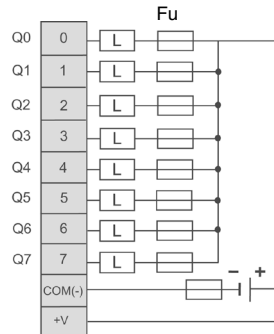 Fu
Q0 0 L
Q1 1 L
Q2 2 L
Q3 3 L
Q4 4 L
Q5 5 L
Q6 6 L
Q7 7 L
COM(-) − +
+V